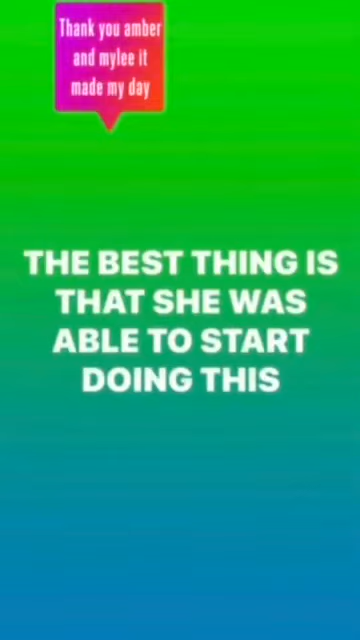 Thank you amber
and mylee it
made my day
THE BEST THING IS
THAT SHE WAS
ABLE TO START
DOING THIS